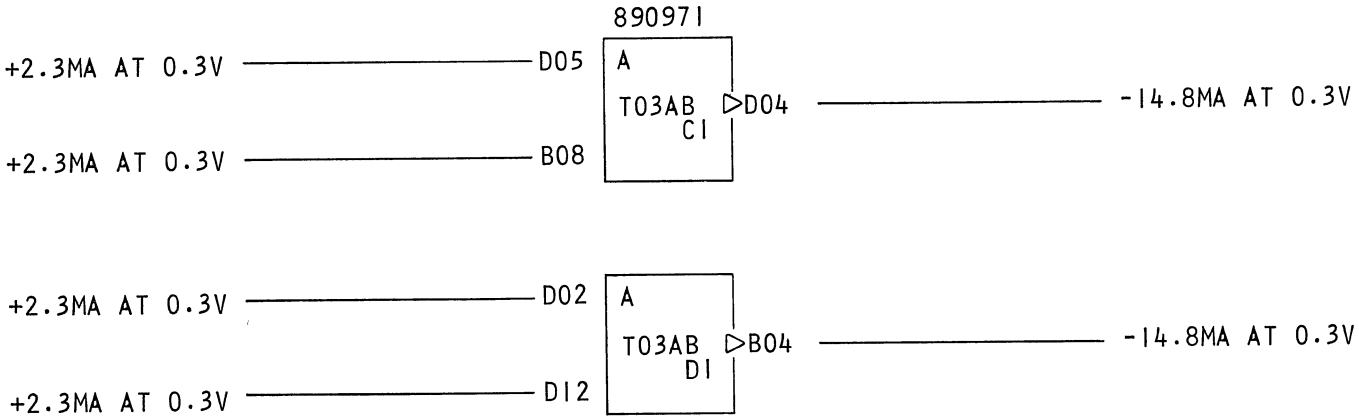 890971
+2.3MA AT 0.3V D05 A
T03AB D04 -14.8MA AT 0.3V
C1
+2.3MA AT 0.3V B08
+2.3MA AT 0.3V D02 A
T03AB B04 -14.8MA AT 0.3V
D1
+2.3MA AT 0.3V D12